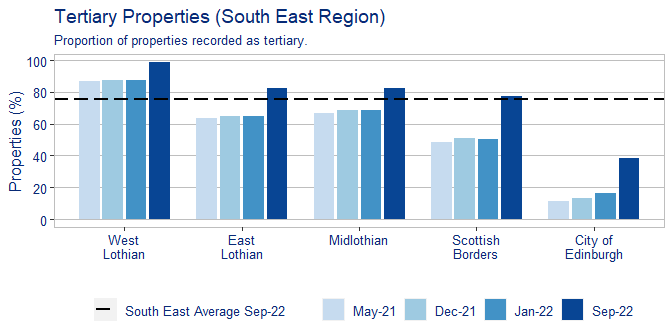 Tertiary Properties (South East Region)
Proportion of properties recorded as tertiary.
Properties (%)
100
80
60
40
20
0
West
Lothian
East
Lothian
Midlothian
Scottish
Borders
City of
Edinburgh
South East Average Sep-22
May-21
Dec-21
Jan-22
Sep-22